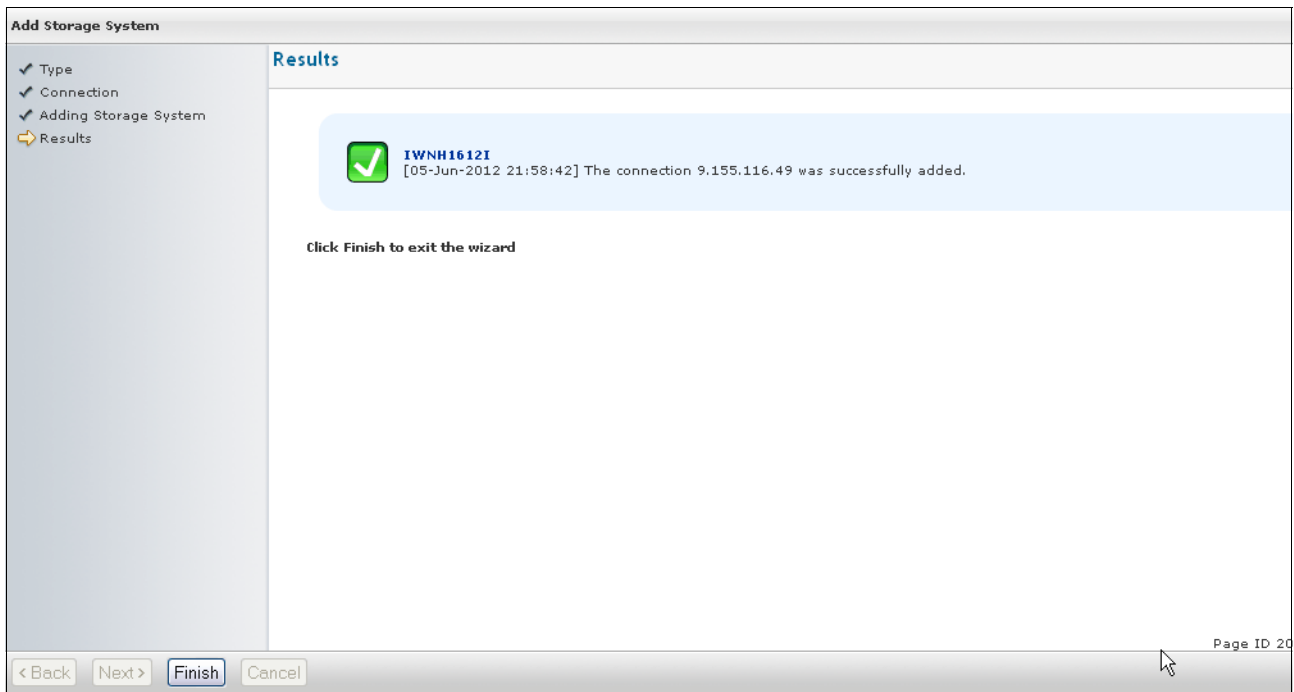 Add Storage System
Type
Connection
Adding Storage System
Results
Results
IWNH1612I
[05-Jun-2012 21:58:42] The connection 9.155.116.49 was successfully added.
Click Finish to exit the wizard
Page ID 20
< Back
Next >
Finish
Cancel